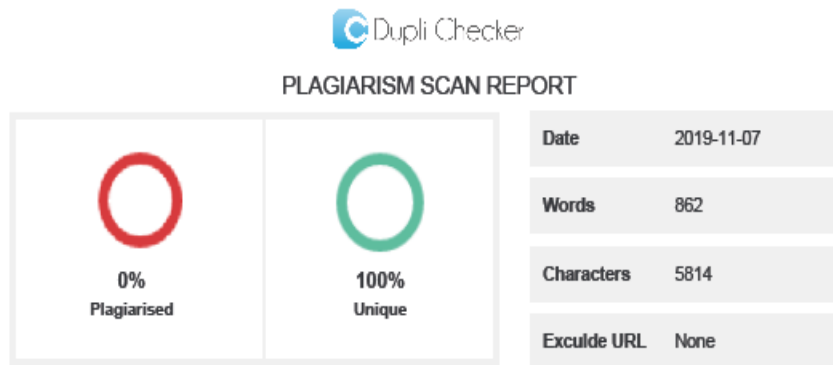 Dupli Checker
PLAGIARISM SCAN REPORT
0%
Plagiarised
100%
Unique
Date 2019-11-07
Words 862
Characters 5814
Exculde URL None